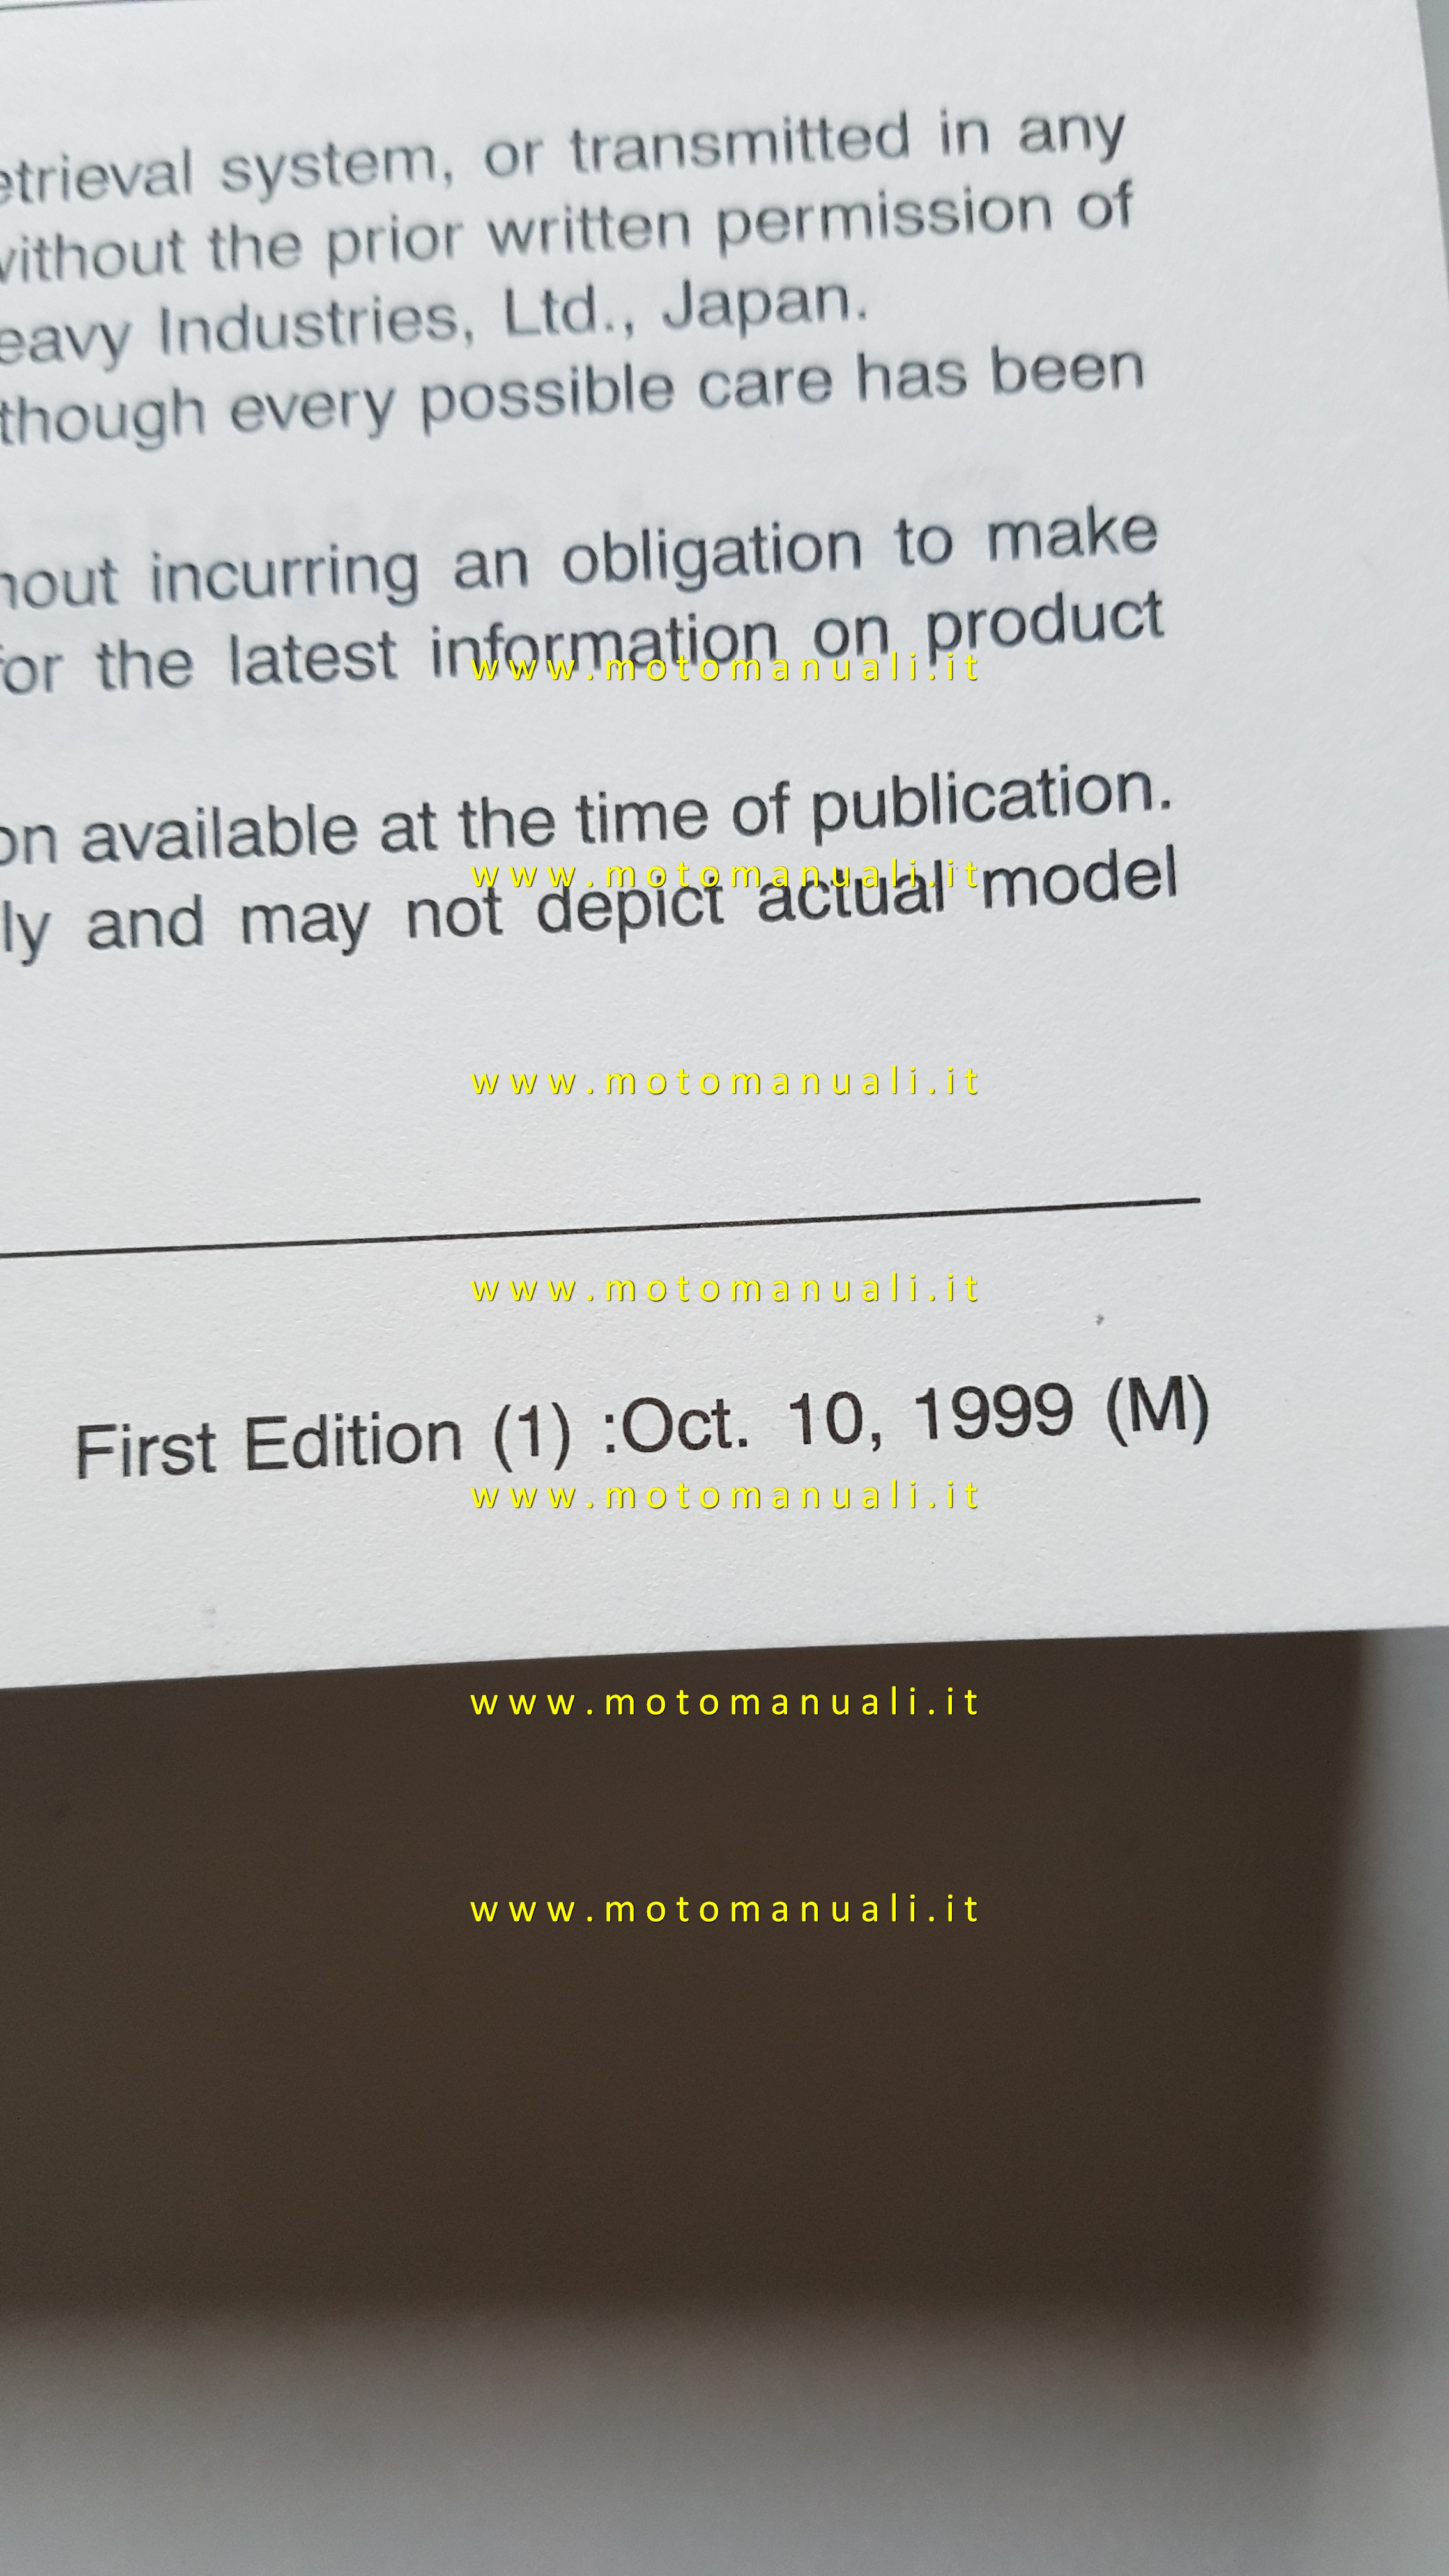 etrieval system, or transmitted in any
vithout the prior written permission of
eavy Industries, Ltd., Japan.
though every possible care has been
hout incurring an obligation to make
for the latest information on product
www.motomanuali.it
on available at the time of publication.
www.motomanuali.it
ly and may not depict actual model
www.motomanuali.it
www.motomanuali.it
First Edition (1) :Oct. 10, 1999 (M)
www.motomanuali.it
www.motomanuali.it
www.motomanuali.it